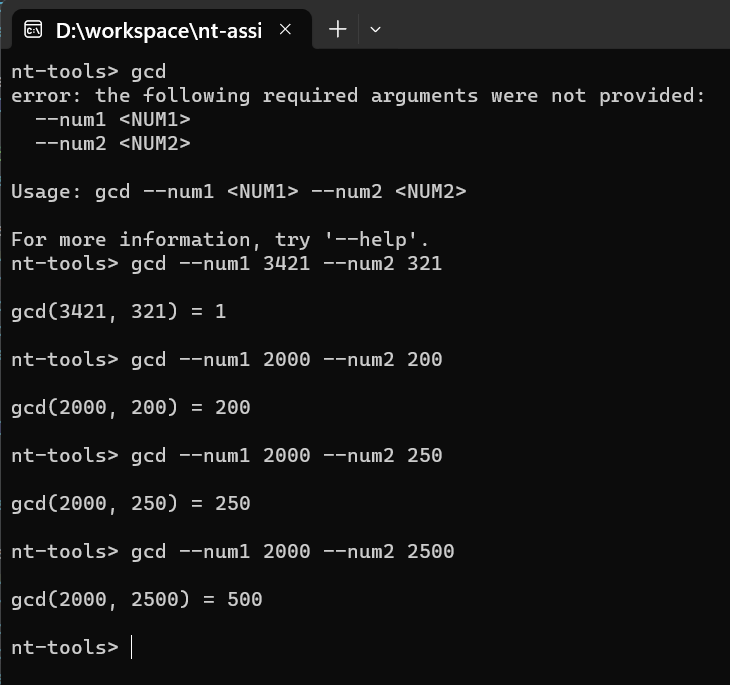 D:\workspace\nt-assi
nt-tools> gcd
error: the following required arguments were not provided:
  --num1 <NUM1>
  --num2 <NUM2>

Usage: gcd --num1 <NUM1> --num2 <NUM2>

For more information, try '--help'.
nt-tools> gcd --num1 3421 --num2 321

gcd(3421, 321) = 1

nt-tools> gcd --num1 2000 --num2 200

gcd(2000, 200) = 200

nt-tools> gcd --num1 2000 --num2 250

gcd(2000, 250) = 250

nt-tools> gcd --num1 2000 --num2 2500

gcd(2000, 2500) = 500

nt-tools>